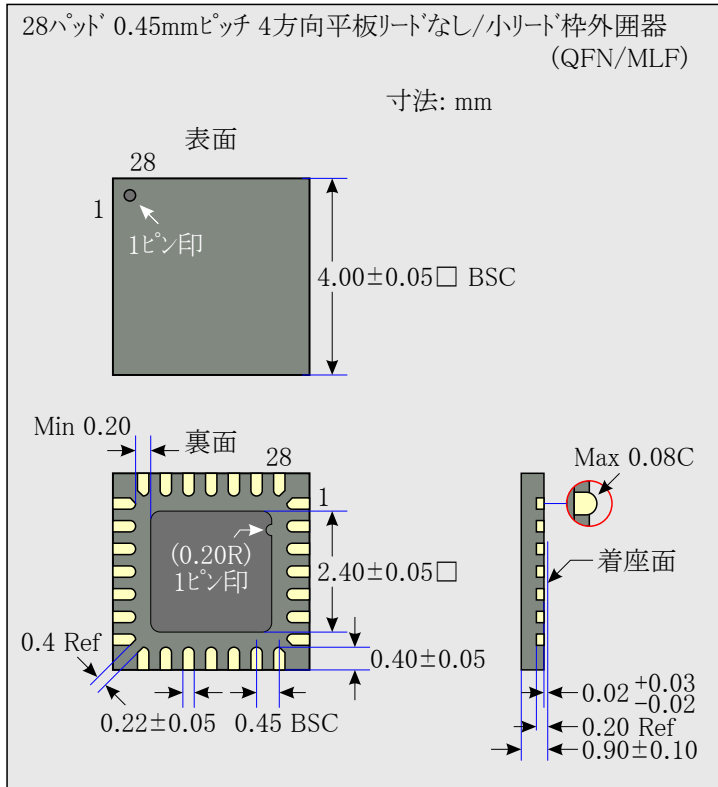 28ﾊﾟｯﾄﾞ 0.45mmﾋﾟｯﾁ 4方向平板ﾘｰﾄﾞなし/小ﾘｰﾄﾞ枠外囲器
(QFN/MLF)
寸法: mm
表面
28
1
1ﾋﾟﾝ印
4.00±0.05□ BSC
Min 0.20
裏面
28
1
Max 0.08C
(0.20R)
1ﾋﾟﾝ印
2.40±0.05□
着座面
0.4 Ref
0.40±0.05
0.22±0.05
0.45 BSC
0.02 +0.03
-0.02
0.20 Ref
0.90±0.10